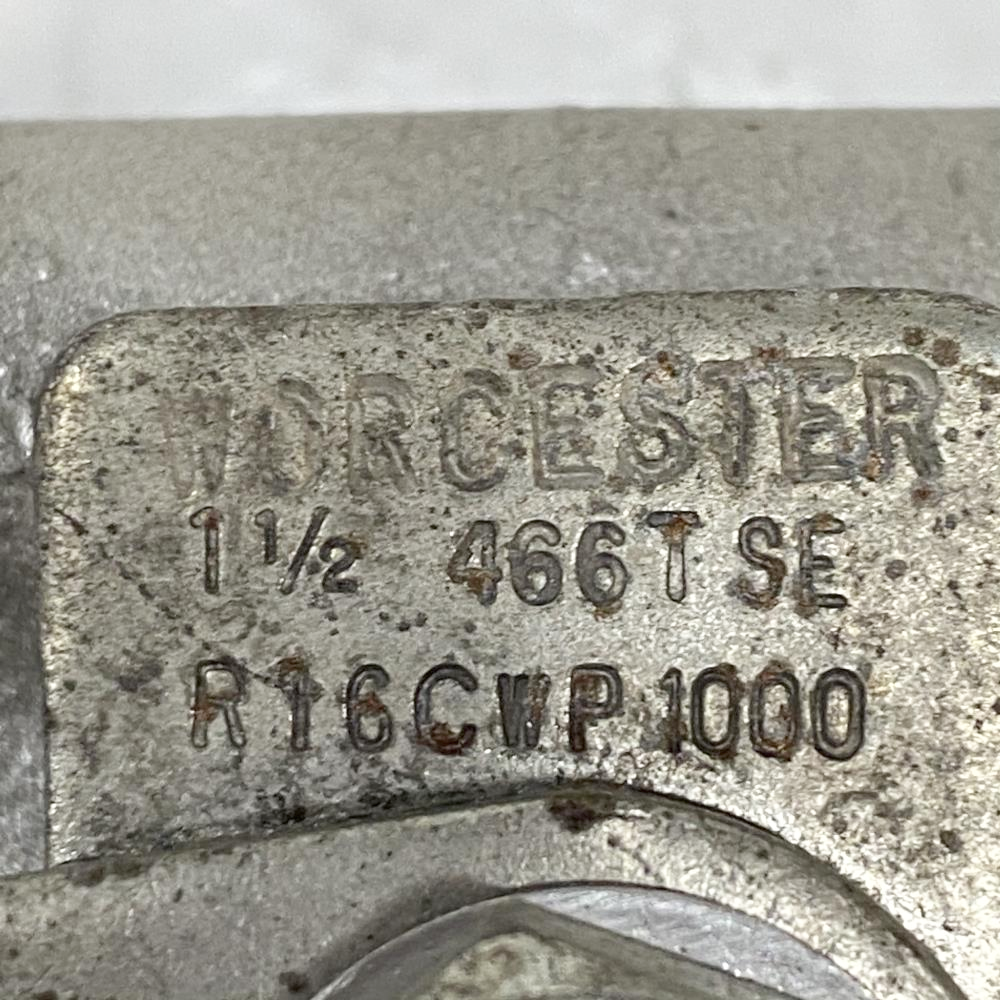 WORCESTER
1 1/2 466T SE
R16CWP1000